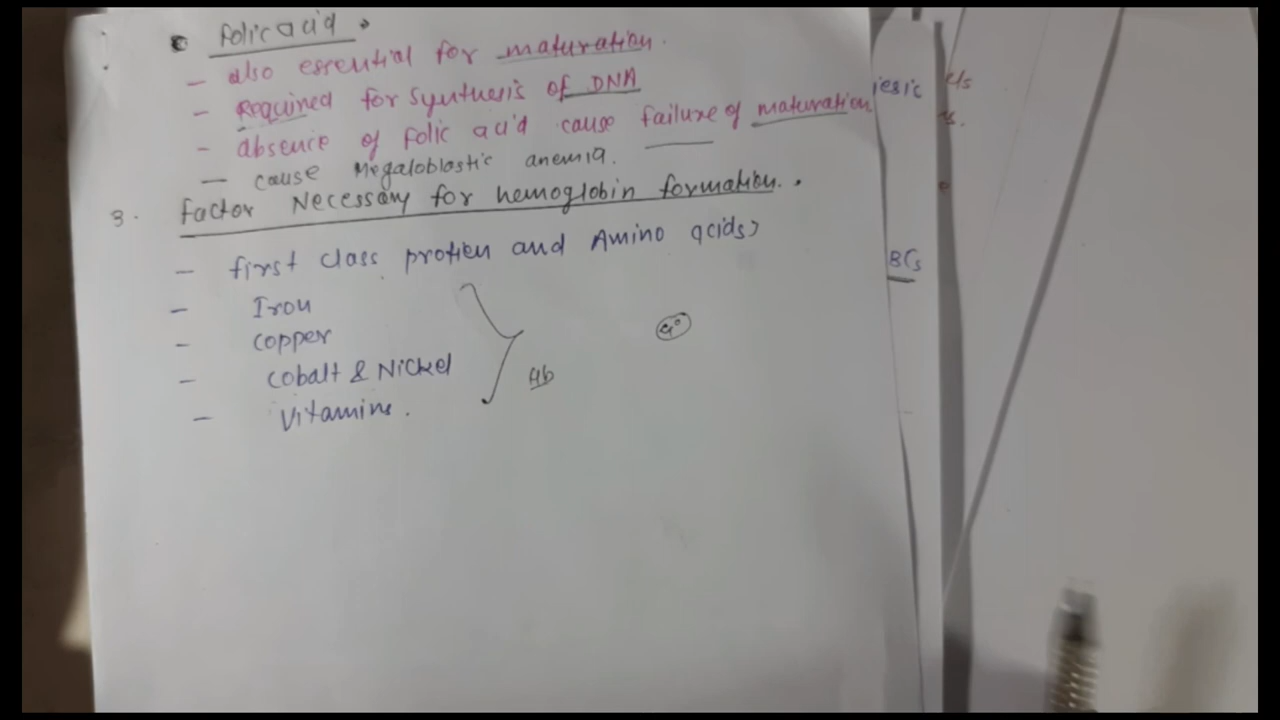 folic acid
- also essential for maturation.
- Required for synthesis of DNA
- absence of folic acid cause failure of maturation
- cause Megaloblastic anemia.
3. factor Necessary for hemoglobin formation.
- first class protien and Amino acids
- Iron
- copper
- cobalt & Nickel
- vitamins.
Hb
BCs